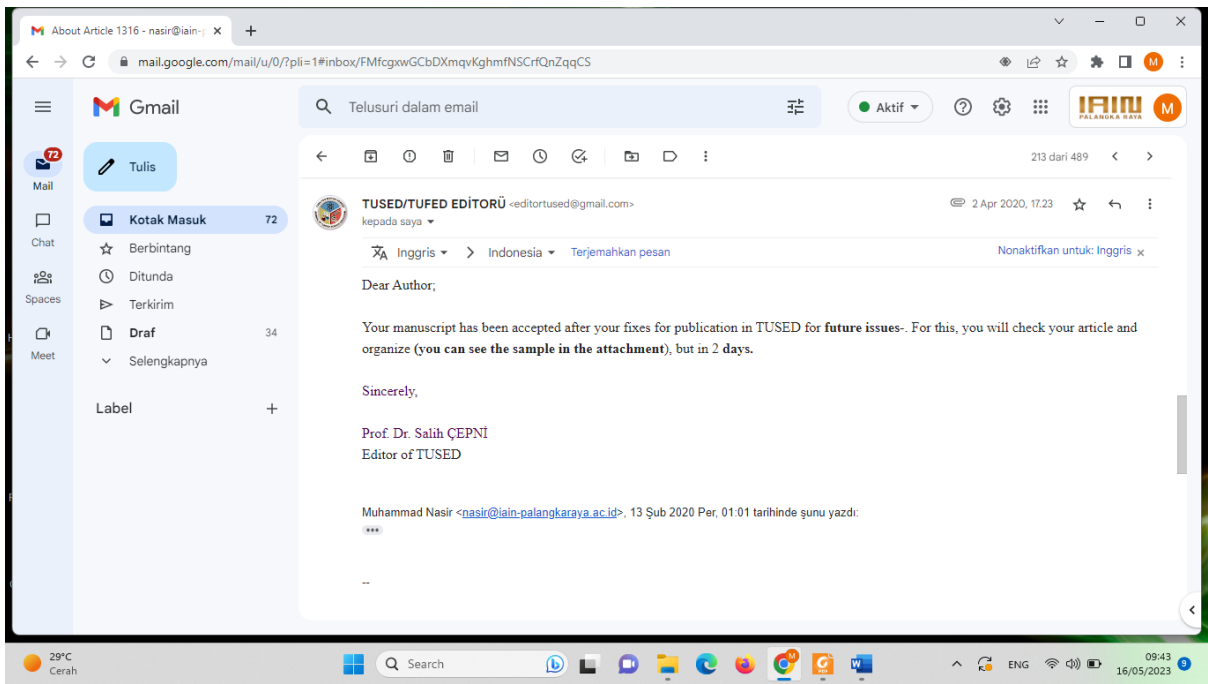 About Article 1316 - nasir@iain-p
mail.google.com/mail/u/0/?pli=1#inbox/FMfcgxwGCbDXmqvKghmfNSCrfQnZqqCS
M
Gmail
Telusuri dalam email
Aktif
IAIN
PALANGKA RAYA
M
72
Mail
Chat
Spaces
Meet
Tulis
Kotak Masuk 72
Berbintang
Ditunda
Terkirim
Draf 34
Selengkapnya
Label
213 dari 489
TUSED/TUFED EDİTORÜ <editortused@gmail.com>
2 Apr 2020, 17.23
kepada saya
Inggris > Indonesia Terjemahkan pesan
Nonaktifkan untuk: Inggris x
Dear Author;
Your manuscript has been accepted after your fixes for publication in TUSED for future issues-. For this, you will check your article and
organize (you can see the sample in the attachment), but in 2 days.
Sincerely,
Prof. Dr. Salih ÇEPNİ
Editor of TUSED
Muhammad Nasir <nasir@iain-palangkaraya.ac.id>, 13 Şub 2020 Per, 01:01 tarihinde şunu yazdı:
--
29°C
Cerah
Search
ENG
09:43
16/05/2023
9